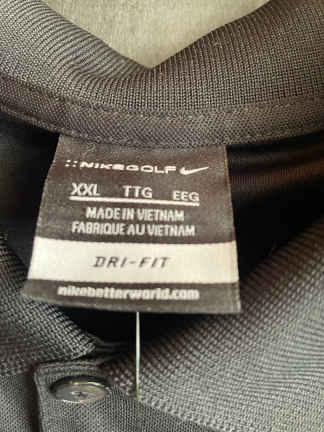 NIKEGOLF
XXL TTG EEG
MADE IN VIETNAM
FABRIQUE AU VIETNAM
DRI-FIT
nikebetterworld.com